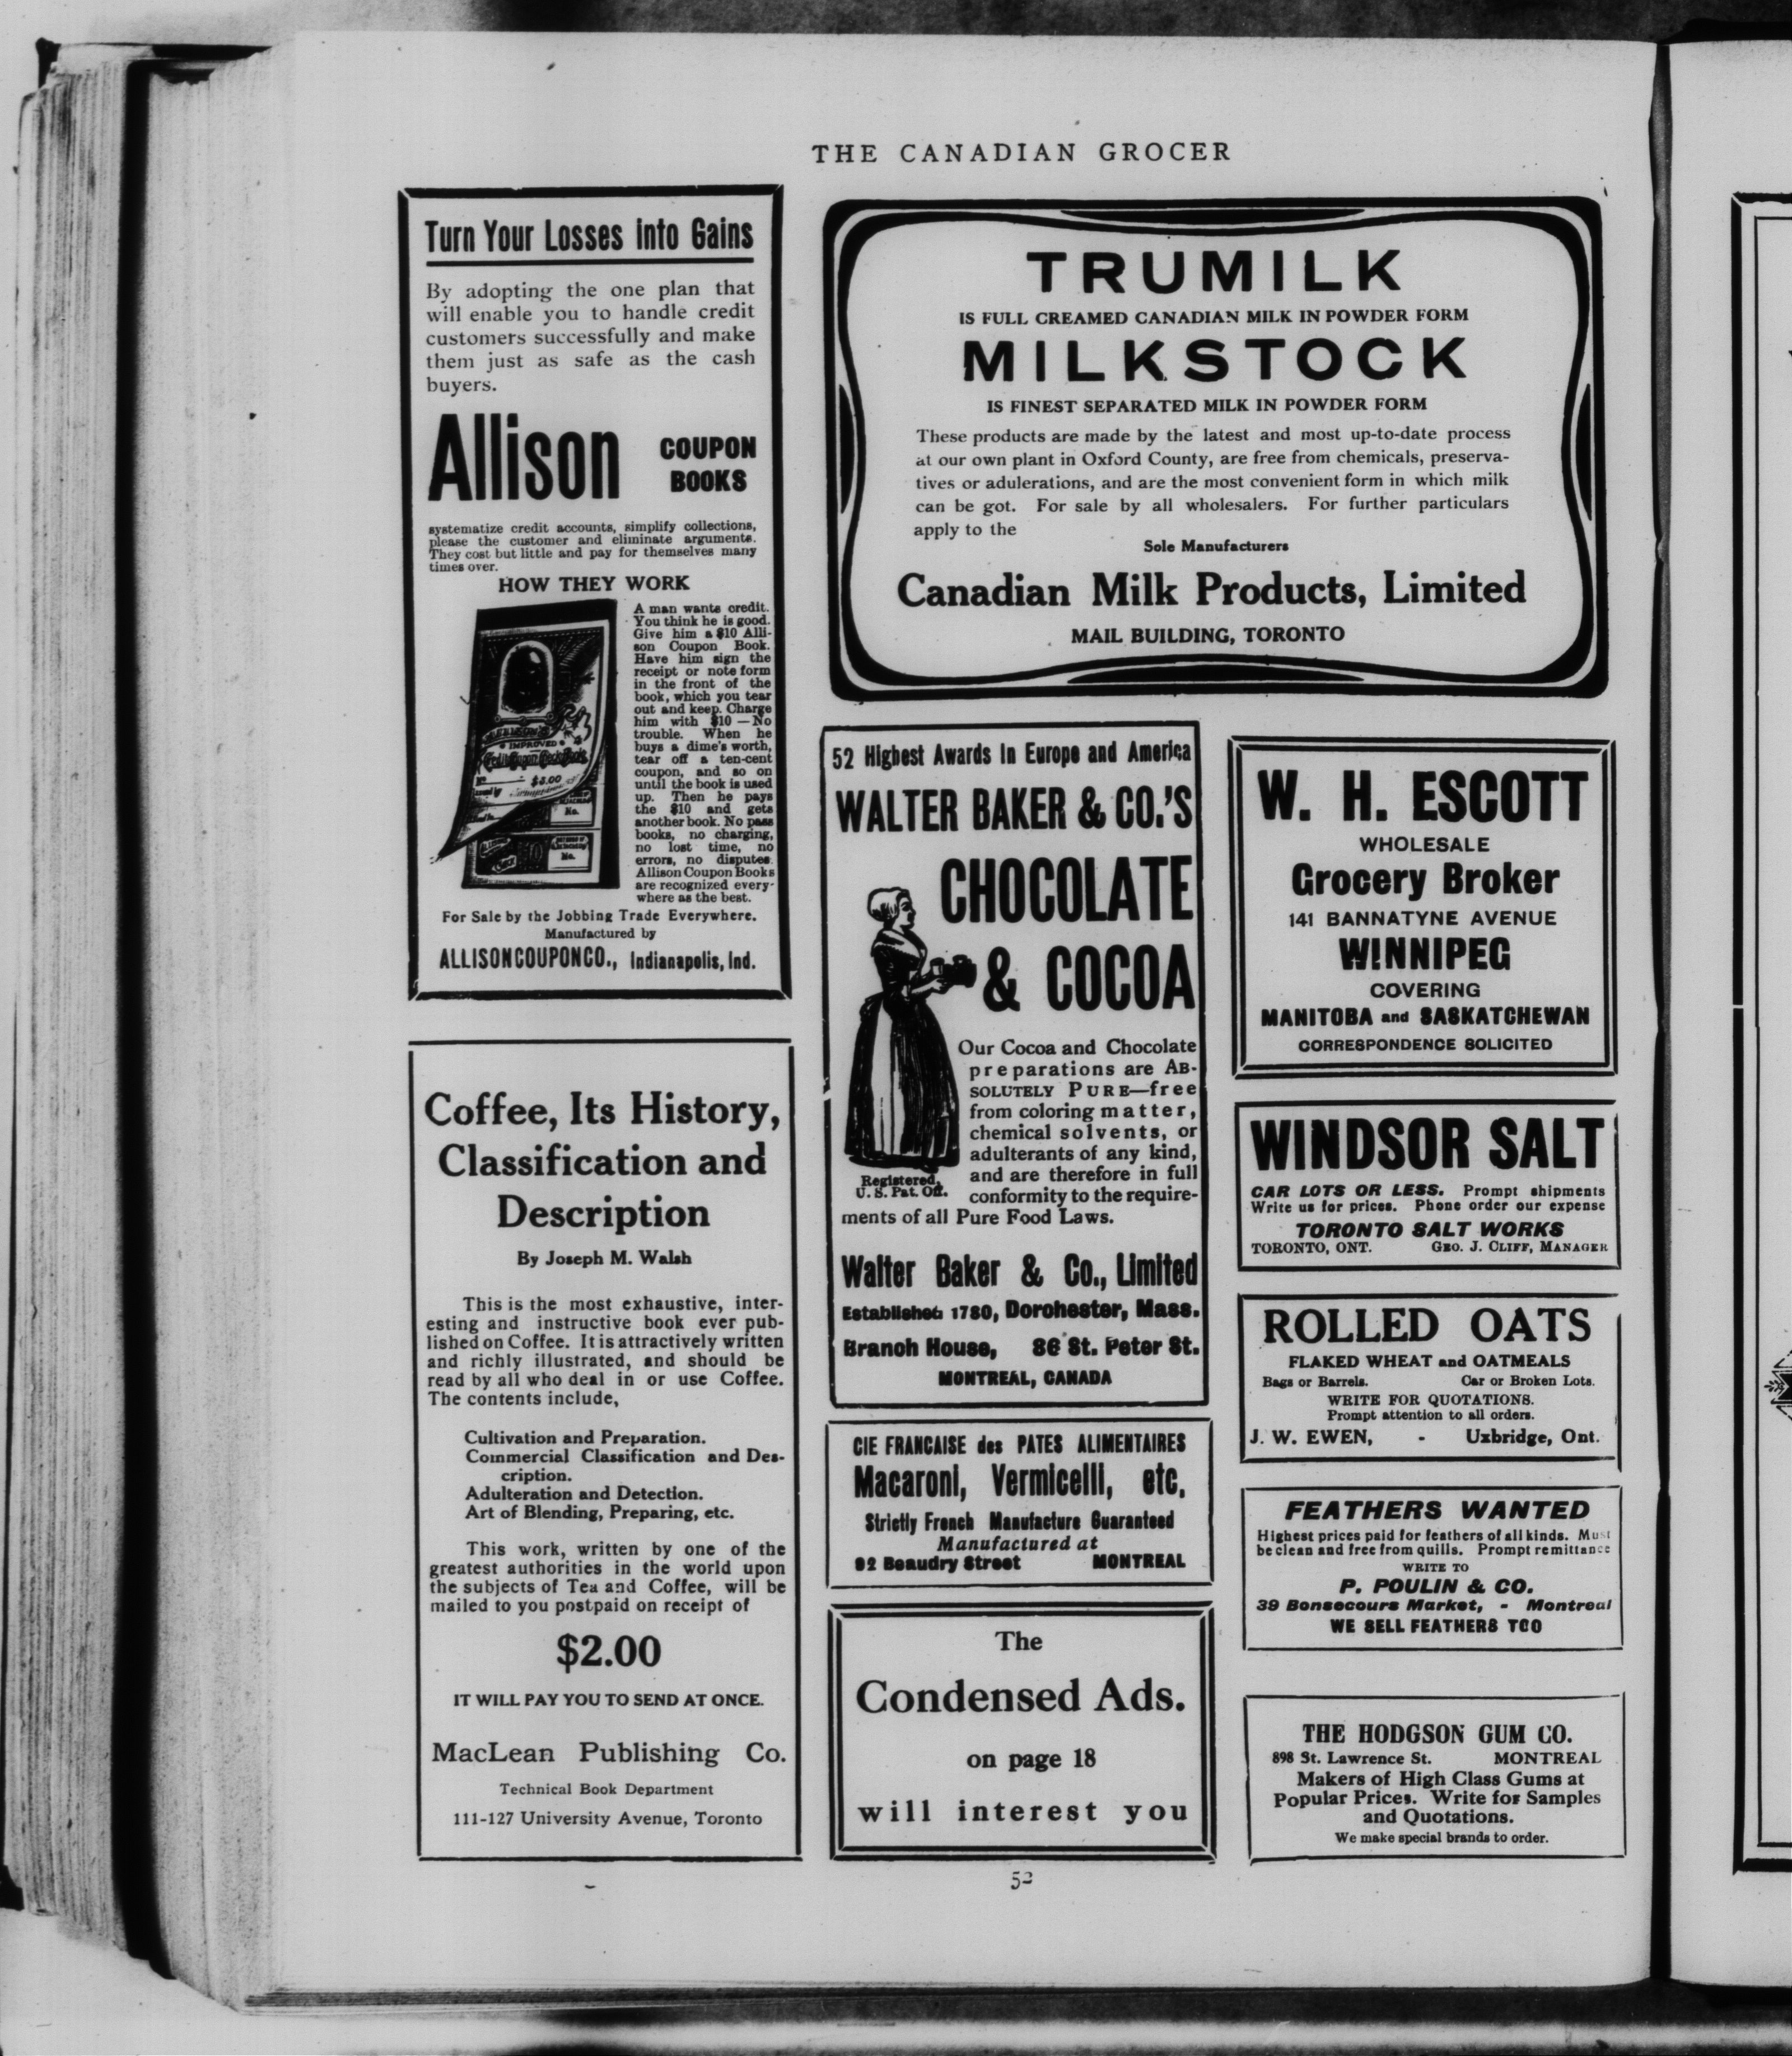 THE CANADIAN GROCER
Turn Your Losses into Gains
By adopting the one plan that
will enable you to handle credit
customers successfully and make
them just as safe as the cash
buyers.
Allison COUPON
BOOKS
systematize credit accounts, simplify collections,
please the customer and eliminate arguments.
They cost but little and pay for themselves many
times over.
HOW THEY WORK
A man wants credit.
You think he is good.
Give him a $10 Alli-
son Coupon Book.
Have him sign the
receipt or note form
in the front of the
book, which you tear
out and keep. Charge
him with $10—No
trouble. When he
buys a dime's worth,
tear off a ten-cent
coupon, and so on
until the book is used
up. Then he pays
the $10 and gets
another book. No pass
books, no charging,
no lost time, no
errors, no disputes.
Allison Coupon Books
are recognized every-
where as the best.
IMPROVED
$3.00
No.
No.
For Sale by the Jobbing Trade Everywhere.
Manufactured by
ALLISON COUPON CO., Indianapolis, Ind.
Coffee, Its History,
Classification and
Description
By Joseph M. Walsh
This is the most exhaustive, inter-
esting and instructive book ever pub-
lished on Coffee. It is attractively written
and richly illustrated, and should be
read by all who deal in or use Coffee.
The contents include,
Cultivation and Preparation.
Commercial Classification and Des-
cription.
Adulteration and Detection.
Art of Blending, Preparing, etc.
This work, written by one of the
greatest authorities in the world upon
the subjects of Tea and Coffee, will be
mailed to you postpaid on receipt of
$2.00
IT WILL PAY YOU TO SEND AT ONCE.
MacLean Publishing Co.
Technical Book Department
111-127 University Avenue, Toronto
TRUMILK
IS FULL CREAMED CANADIAN MILK IN POWDER FORM
MILKSTOCK
IS FINEST SEPARATED MILK IN POWDER FORM
These products are made by the latest and most up-to-date process
at our own plant in Oxford County, are free from chemicals, preserva-
tives or adulerations, and are the most convenient form in which milk
can be got. For sale by all wholesalers. For further particulars
apply to the
Sole Manufacturers
Canadian Milk Products, Limited
MAIL BUILDING, TORONTO
52 Highest Awards in Europe and America
WALTER BAKER & CO.'S
CHOCOLATE
& COCOA
Our Cocoa and Chocolate
preparations are AB-
SOLUTELY PURE—free
from coloring matter,
chemical solvents, or
adulterants of any kind,
and are therefore in full
conformity to the require-
ments of all Pure Food Laws.
Registered,
U. S. Pat. Off.
Walter Baker & Co., Limited
Established 1780, Dorchester, Mass.
Branch House, 86 St. Peter St.
MONTREAL, CANADA
CIE FRANCAISE des PATES ALIMENTAIRES
Macaroni, Vermicelli, etc.
Strictly French Manufacture Guaranteed
Manufactured at
92 Beaudry Street MONTREAL
The
Condensed Ads.
on page 18
will interest you
W. H. ESCOTT
WHOLESALE
Grocery Broker
141 BANNATYNE AVENUE
WINNIPEG
COVERING
MANITOBA and SASKATCHEWAN
CORRESPONDENCE SOLICITED
WINDSOR SALT
CAR LOTS OR LESS. Prompt shipments
Write us for prices. Phone order our expense
TORONTO SALT WORKS
TORONTO, ONT. GEO. J. CLIFF, MANAGER
ROLLED OATS
FLAKED WHEAT and OATMEALS
Bags or Barrels. Car or Broken Lots.
WRITE FOR QUOTATIONS.
Prompt attention to all orders.
J. W. EWEN, - Uxbridge, Ont.
FEATHERS WANTED
Highest prices paid for feathers of all kinds. Must
be clean and free from quills. Prompt remittance
WRITE TO
P. POULIN & CO.
39 Bonsecours Market, - Montreal
WE SELL FEATHERS TOO
THE HODGSON GUM CO.
898 St. Lawrence St. MONTREAL
Makers of High Class Gums at
Popular Prices. Write for Samples
and Quotations.
We make special brands to order.
52